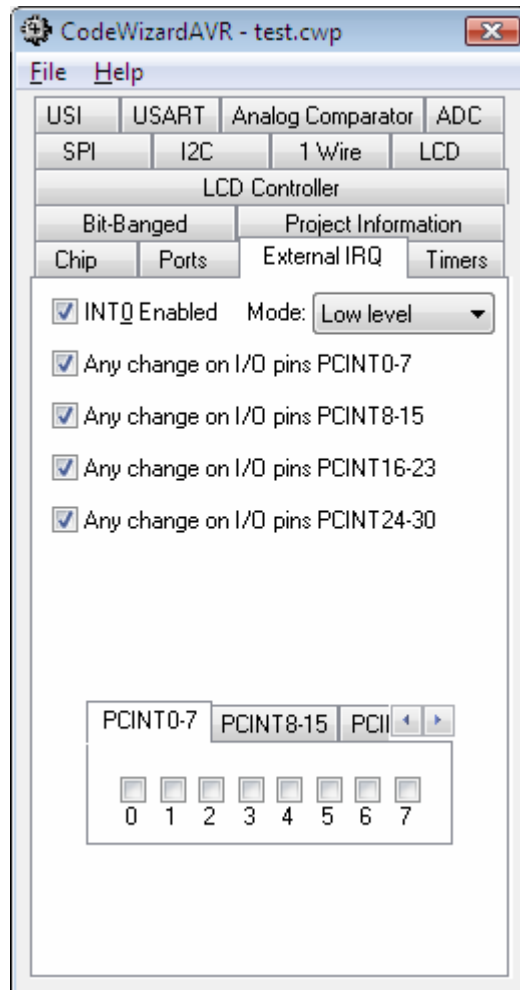 CodeWizardAVR - test.cwp
File Help
USI USART Analog Comparator ADC
SPI I2C 1 Wire LCD
LCD Controller
Bit-Banged Project Information
Chip Ports External IRQ Timers
INT0 Enabled Mode: Low level
Any change on I/O pins PCINT0-7
Any change on I/O pins PCINT8-15
Any change on I/O pins PCINT16-23
Any change on I/O pins PCINT24-30
PCINT0-7 PCINT8-15
0 1 2 3 4 5 6 7